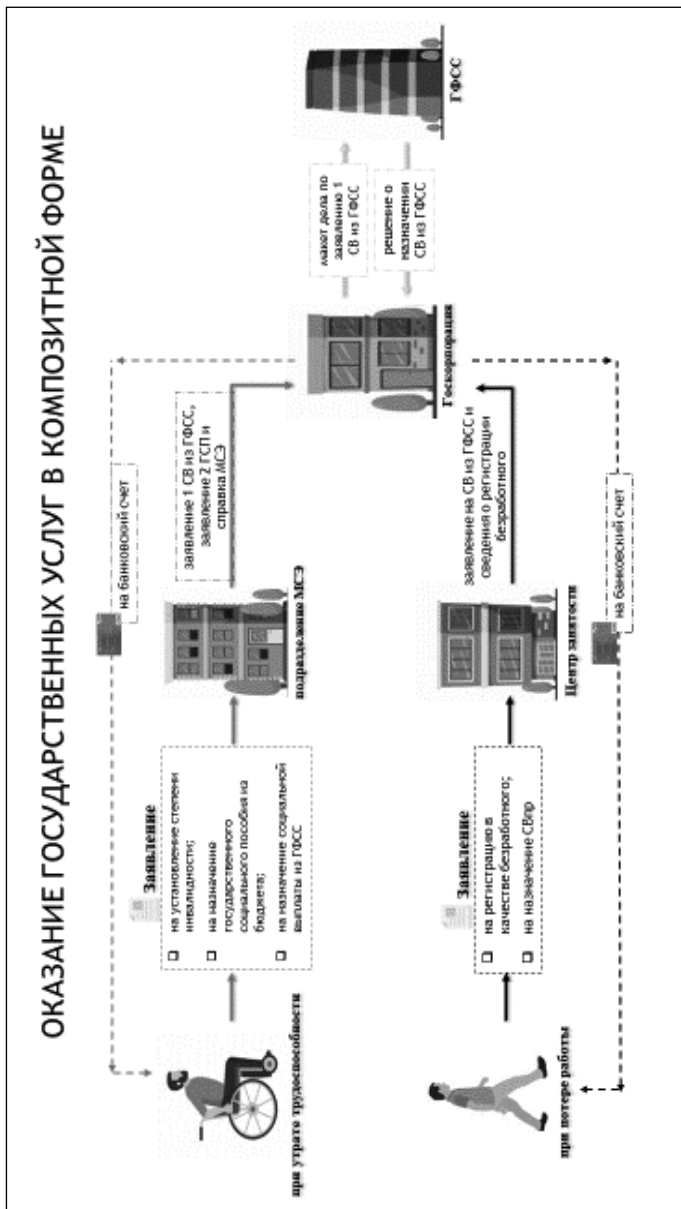 ОКАЗАНИЕ ГОСУДАРСТВЕННЫХ УСЛУГ В КОМПОЗИТНОЙ ФОРМЕ
на банковский счет
при утрате трудоспособности
Заявление
на установление степени
инвалидности;
на назначение
государственного
социального пособия из
бюджета;
на назначение социальной
выплаты из ГФСС
подразделение МСЭ
заявление 1 СВ из ГФСС,
заявление 2 ГСП и
справка МСЭ
Госкорпорация
макет дела по
заявлению 1
СВ из ГФСС
решение о
назначении
СВ из ГФСС
ГФСС
при потере работы
Заявление
на регистрацию в
качестве безработного;
на назначение СВпр
Центр занятости
заявление на СВ из ГФСС и
сведения о регистрации
безработного
на банковский счет